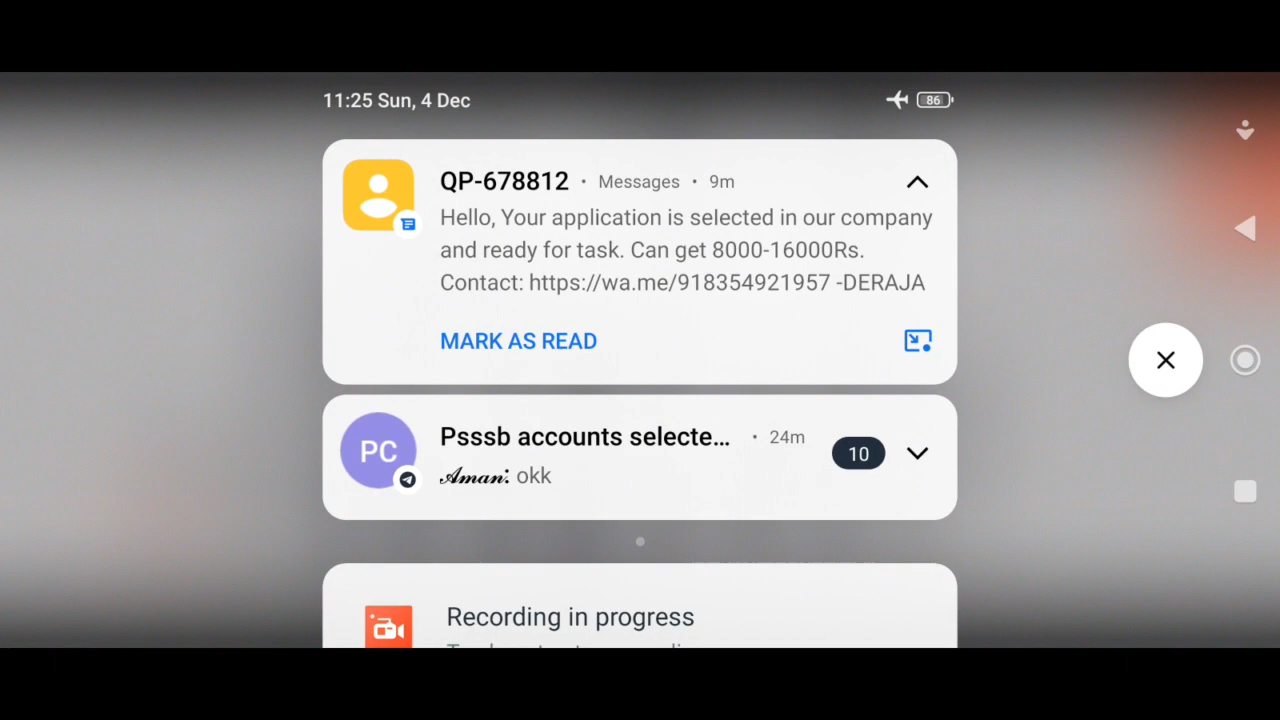 11:25 Sun, 4 Dec
86
QP-678812 · Messages · 9m
Hello, Your application is selected in our company
and ready for task. Can get 8000-16000Rs.
Contact: https://wa.me/918354921957 -DERAJA
MARK AS READ
PC
Psssb accounts selecte... · 24m
10
𝓐𝓶𝓪𝓷: okk
Recording in progress